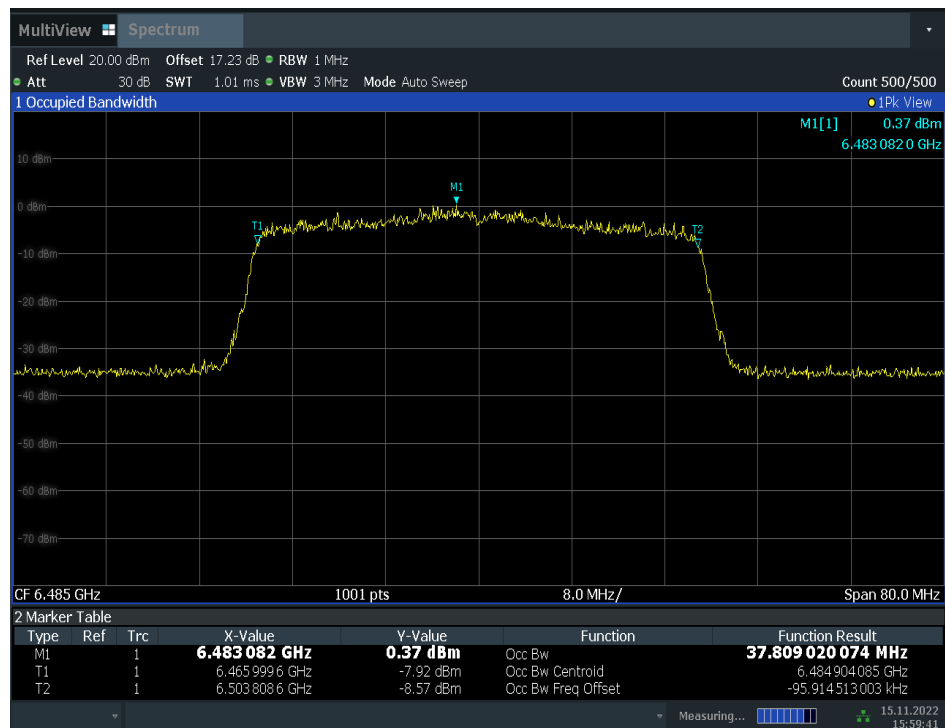 MultiView Spectrum
Ref Level 20.00 dBm Offset 17.23 dB RBW 1 MHz
Att 30 dB SWT 1.01 ms VBW 3 MHz Mode Auto Sweep Count 500/500
1 Occupied Bandwidth 1Pk View
M1[1] 0.37 dBm
6.483 082 0 GHz
10 dBm
M1
0 dBm
T1 T2
-10 dBm
-20 dBm
-30 dBm
-40 dBm
-50 dBm
-60 dBm
-70 dBm
CF 6.485 GHz 1001 pts 8.0 MHz/ Span 80.0 MHz
2 Marker Table
Type Ref Trc X-Value Y-Value Function Function Result
M1 1 6.483 082 GHz 0.37 dBm Occ Bw 37.809 020 074 MHz
T1 1 6.465 999 6 GHz -7.92 dBm Occ Bw Centroid 6.484 904 085 GHz
T2 1 6.503 808 6 GHz -8.57 dBm Occ Bw Freq Offset -95.914 513 003 kHz
Measuring... 15.11.2022
15:59:41